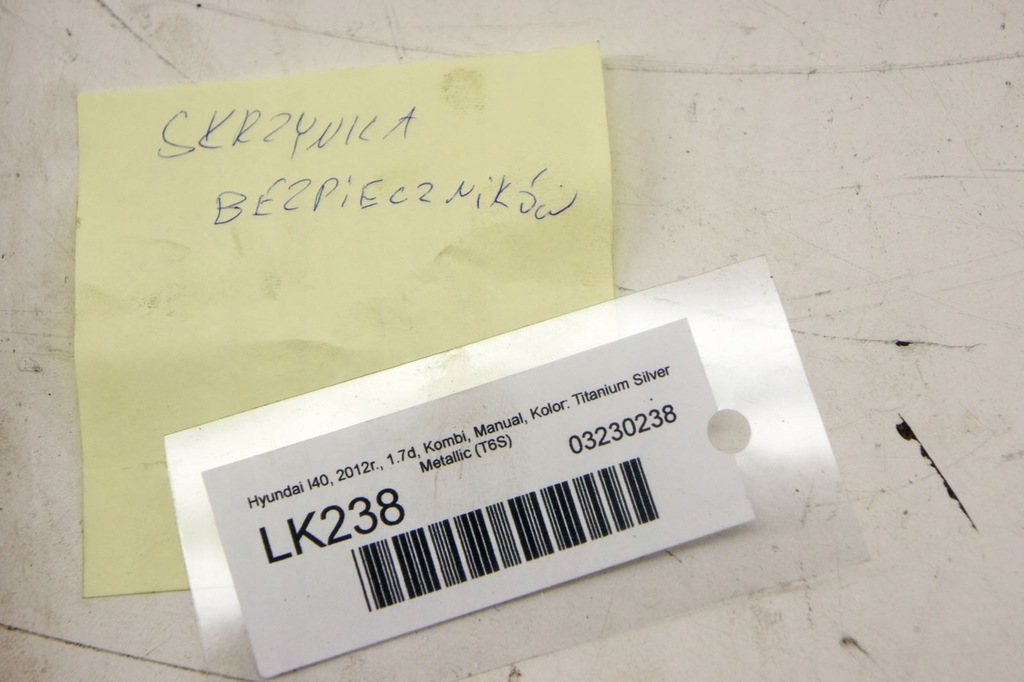 SKRZYNKA
BEZPIECZNIKÓW
Hyundai I40, 2012r., 1.7d, Kombi, Manual, Kolor: Titanium Silver
Metallic (T6S)
03230238
LK238